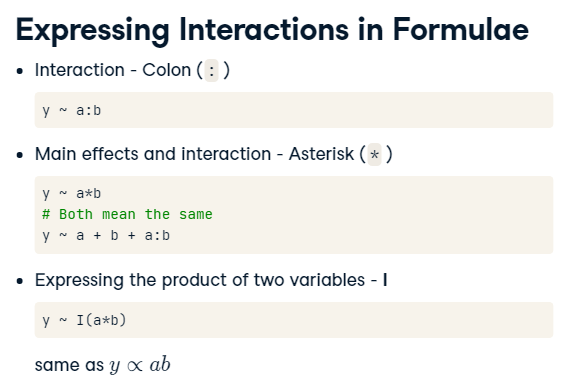 Expressing Interactions in Formulae
• Interaction - Colon ( : )
y ~ a:b
• Main effects and interaction - Asterisk ( * )
y ~ a*b
# Both mean the same
y ~ a + b + a:b
• Expressing the product of two variables - I
y ~ I(a*b)
same as y ∝ ab